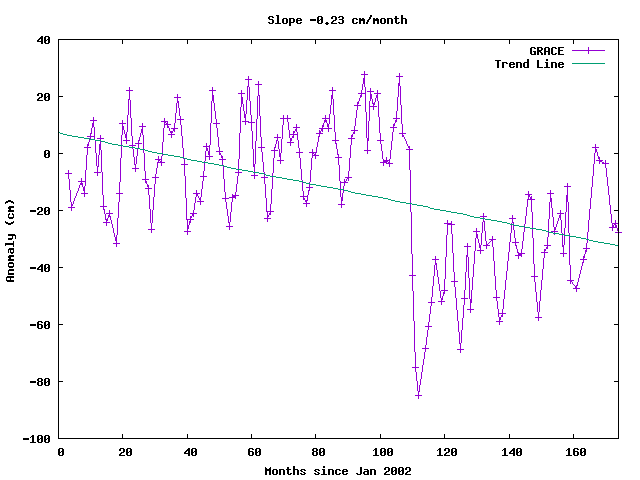 Slope -0.23 cm/month
GRACE
Trend Line
40
20
0
-20
-40
-60
-80
-100
Anomaly (cm)
0 20 40 60 80 100 120 140 160
Months since Jan 2002